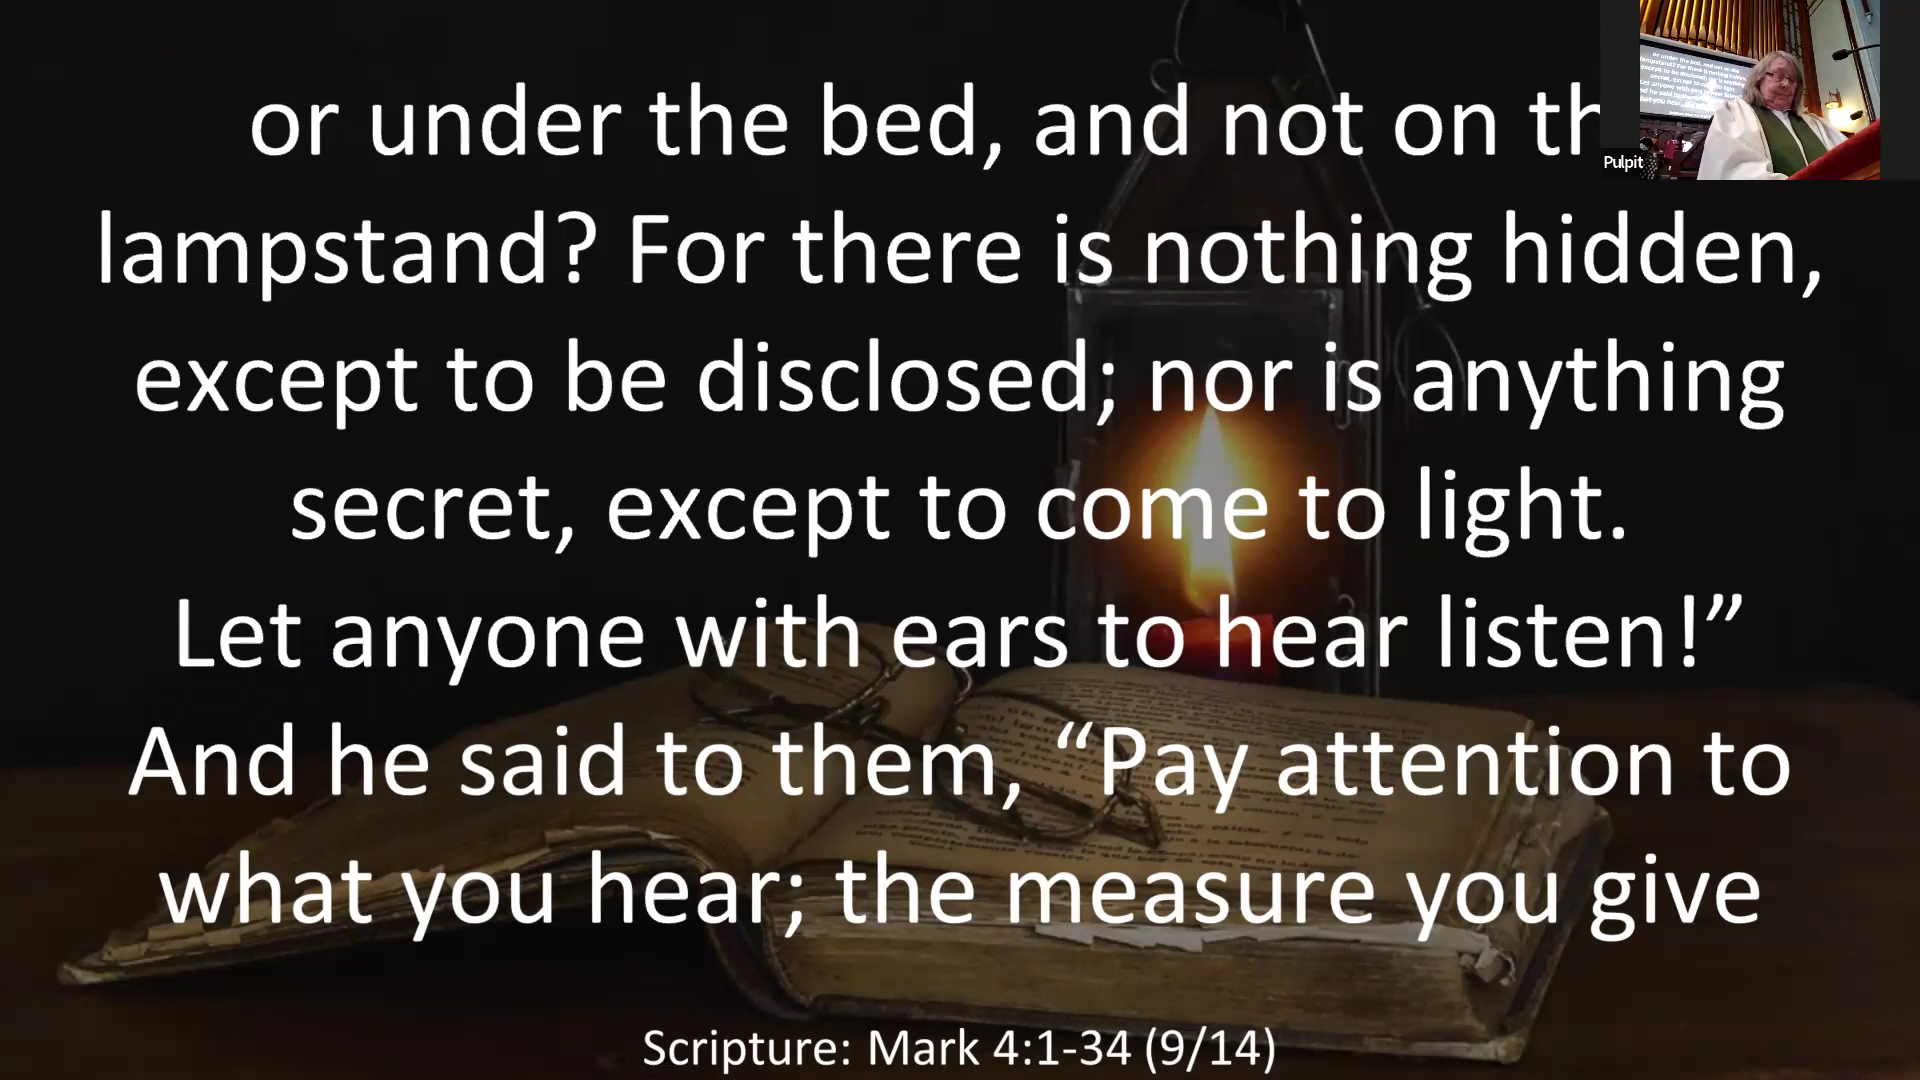 or under the bed, and not on th
lampstand? For there is nothing hidden,
except to be disclosed; nor is anything
secret, except to come to light.
Let anyone with ears to hear listen!”
And he said to them, “Pay attention to
what you hear; the measure you give
Scripture: Mark 4:1-34 (9/14)
Pulpit